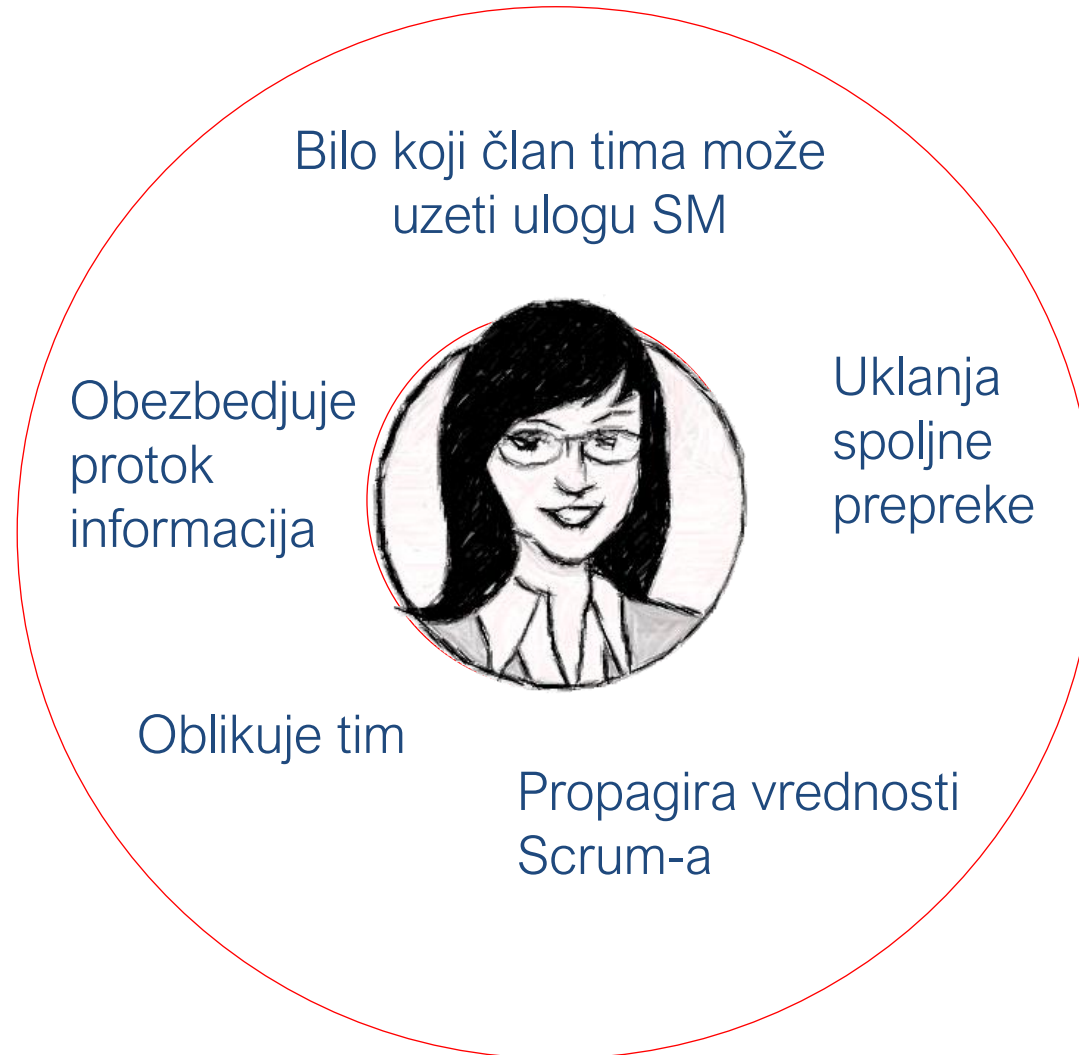 Bilo koji član tima može
uzeti ulogu SM
Obezbedjuje
protok
informacija
Uklanja
spoljne
prepreke
Oblikuje tim
Propagira vrednosti
Scrum-a